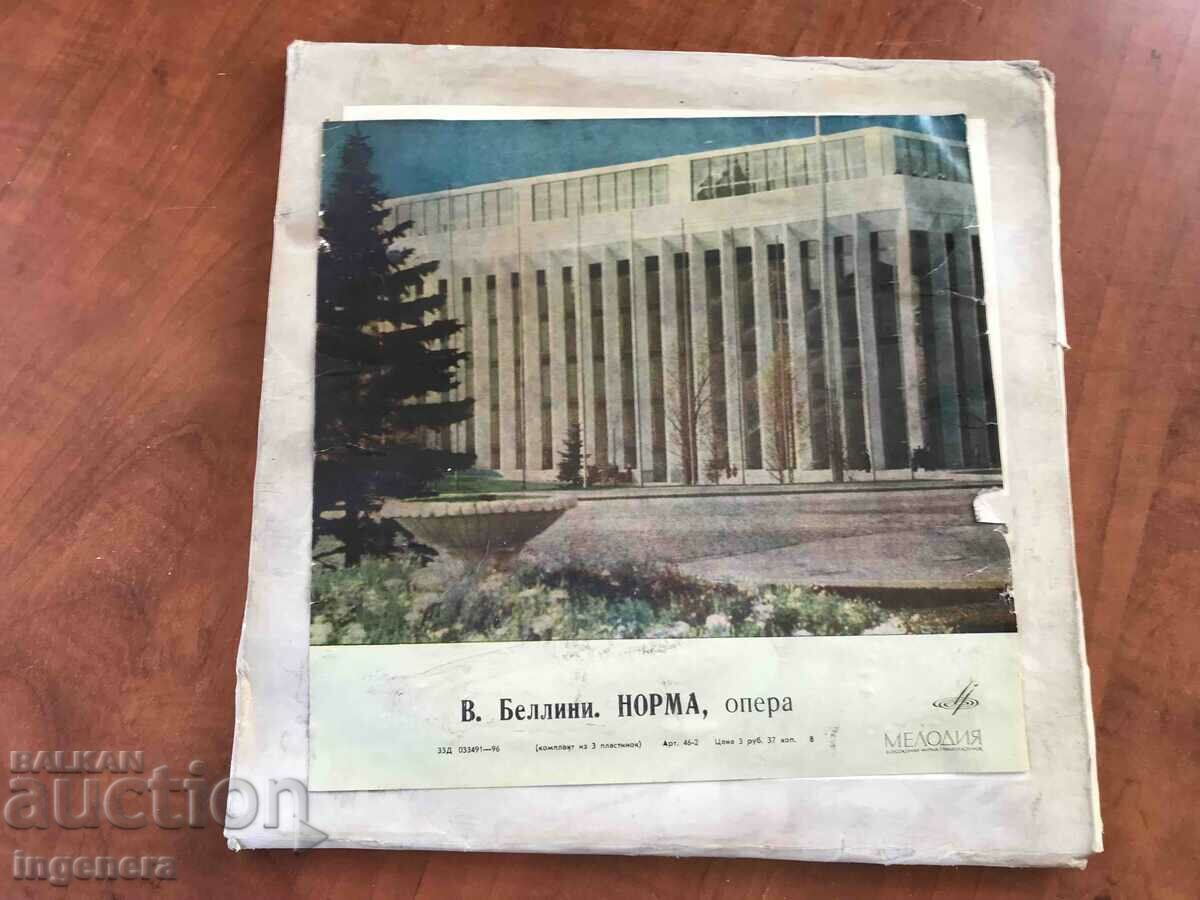 В. Беллини. НОРМА, опера
33Д 033491—96 (комплект из 3 пластинок) Арт. 46-2 Цена 3 руб. 37 коп. 8
МЕЛОДИЯ
BALKAN
auction
ingenera